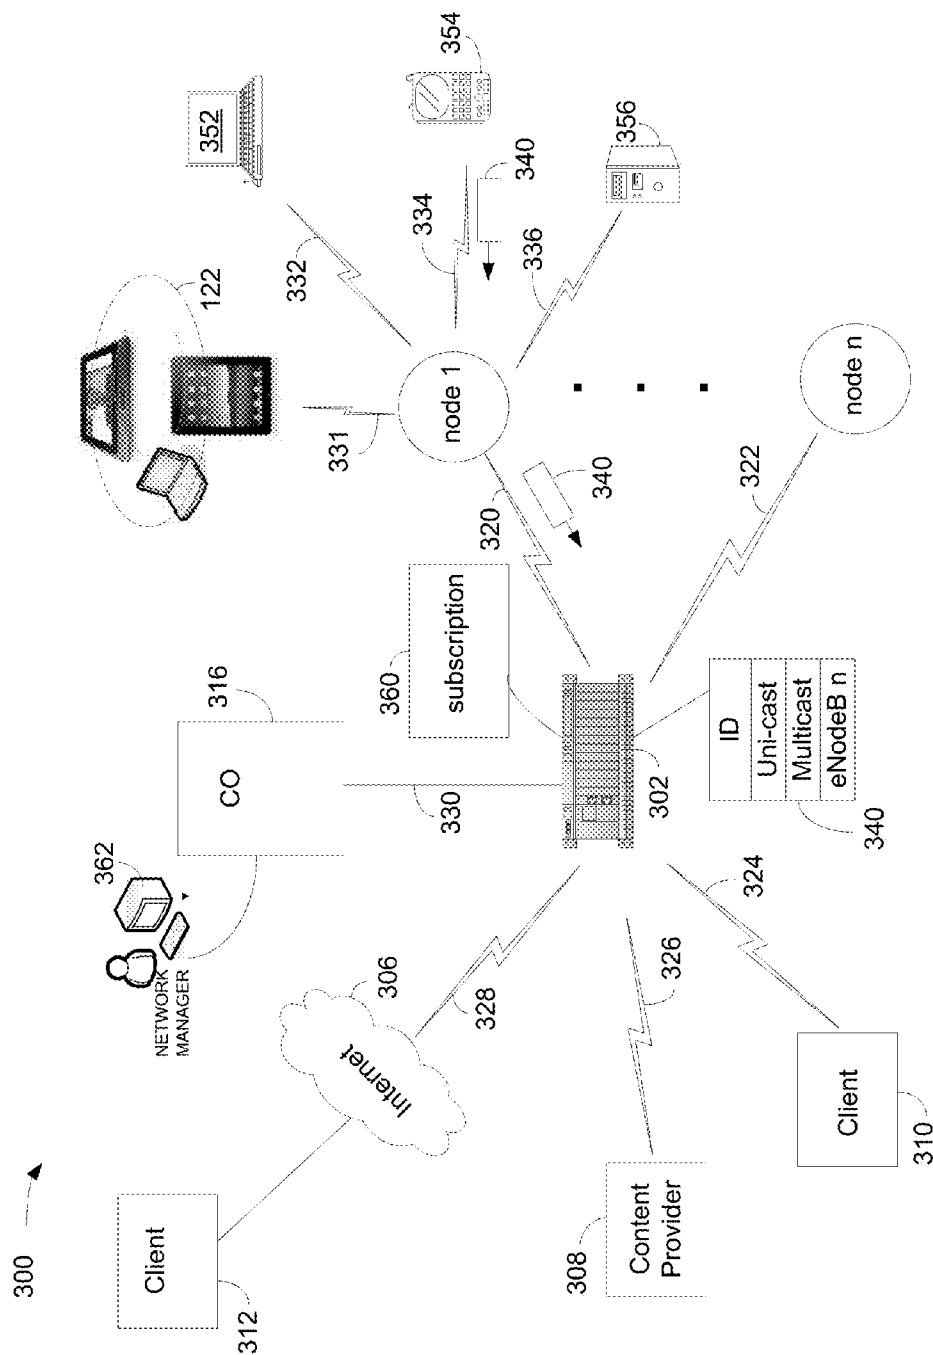 300
362
NETWORK
MANAGER
Client
352
122
CO
316
312
332
331
Internet
306
360
334
354
330
subscription
node 1
328
320
340
336
308
340
356
Content
Provider
326
302
322
ID
Uni-cast
Multicast
eNodeB n
324
Client
node n
340
310